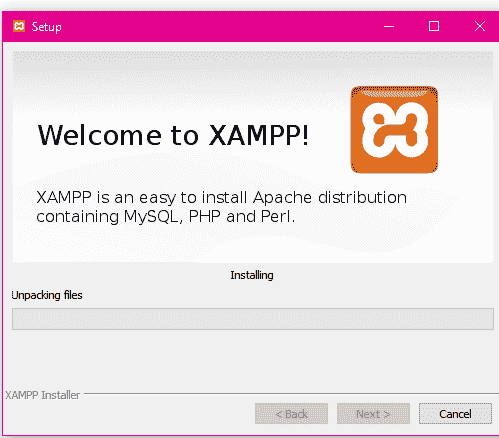 Setup
Welcome to XAMPP!
XAMPP is an easy to install Apache distribution
containing MySQL, PHP and Perl.
Installing
Unpacking files
XAMPP Installer
< Back
Next >
Cancel